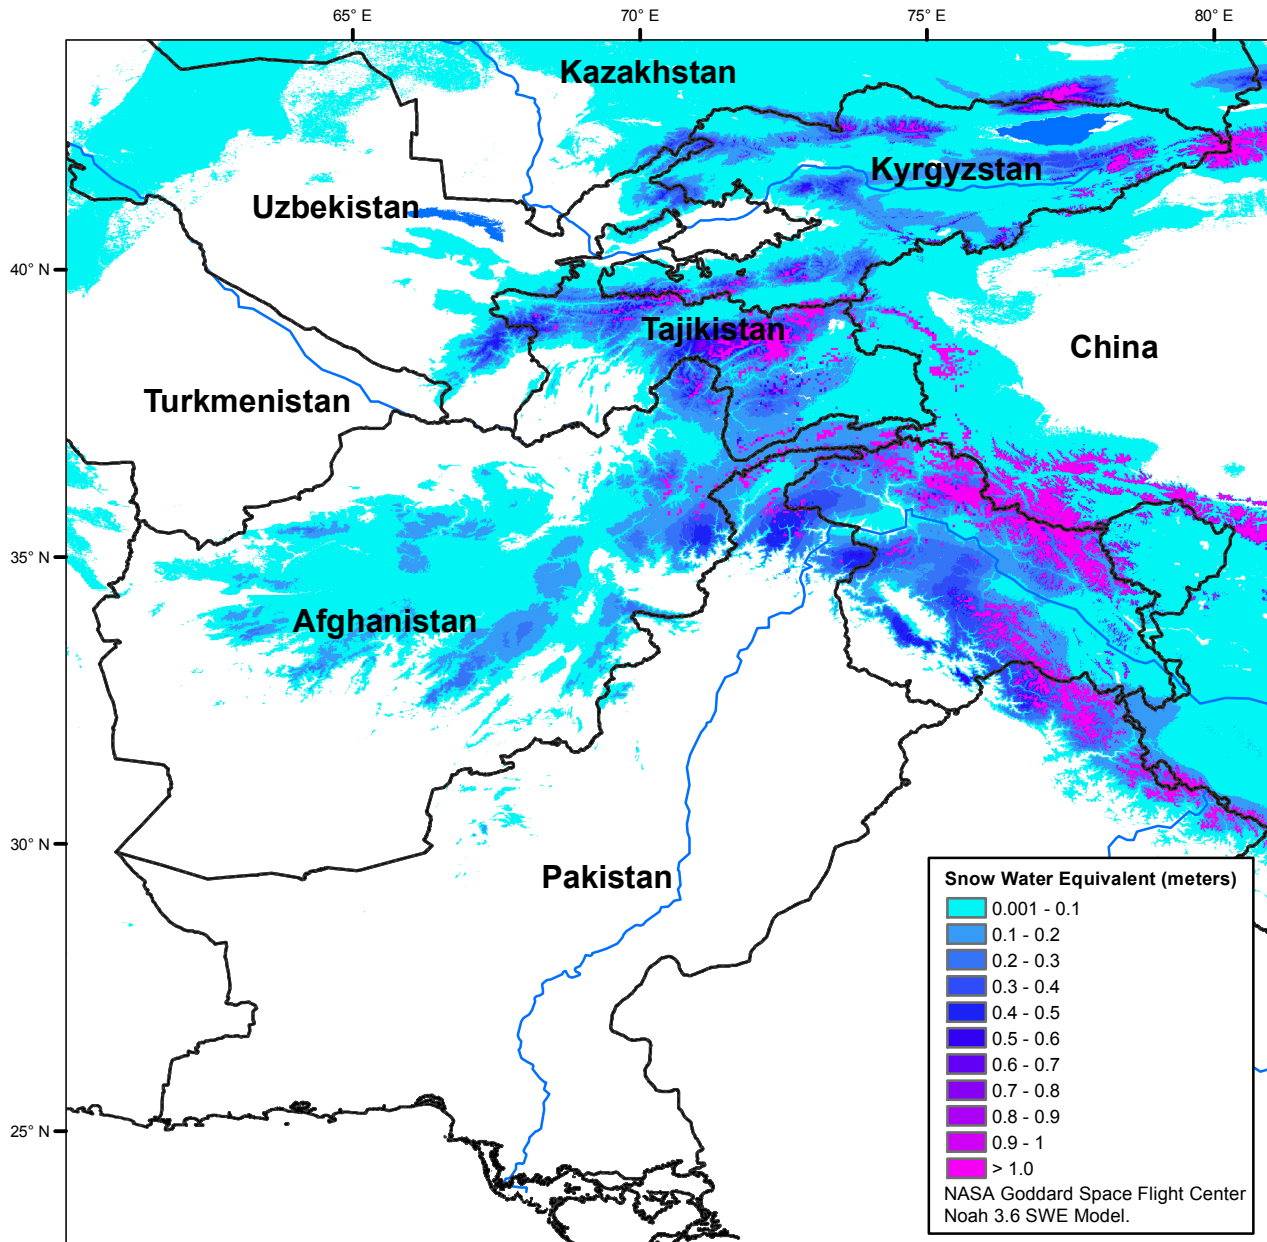 65° E
70° E
75° E
80° E
Kazakhstan
Kyrgyzstan
Uzbekistan
40° N
Tajikistan
China
Turkmenistan
35° N
Afghanistan
30° N
Pakistan
Snow Water Equivalent (meters)
0.001 - 0.1
0.1 - 0.2
0.2 - 0.3
0.3 - 0.4
0.4 - 0.5
0.5 - 0.6
0.6 - 0.7
0.7 - 0.8
0.8 - 0.9
0.9 - 1
> 1.0
25° N
NASA Goddard Space Flight Center
Noah 3.6 SWE Model.